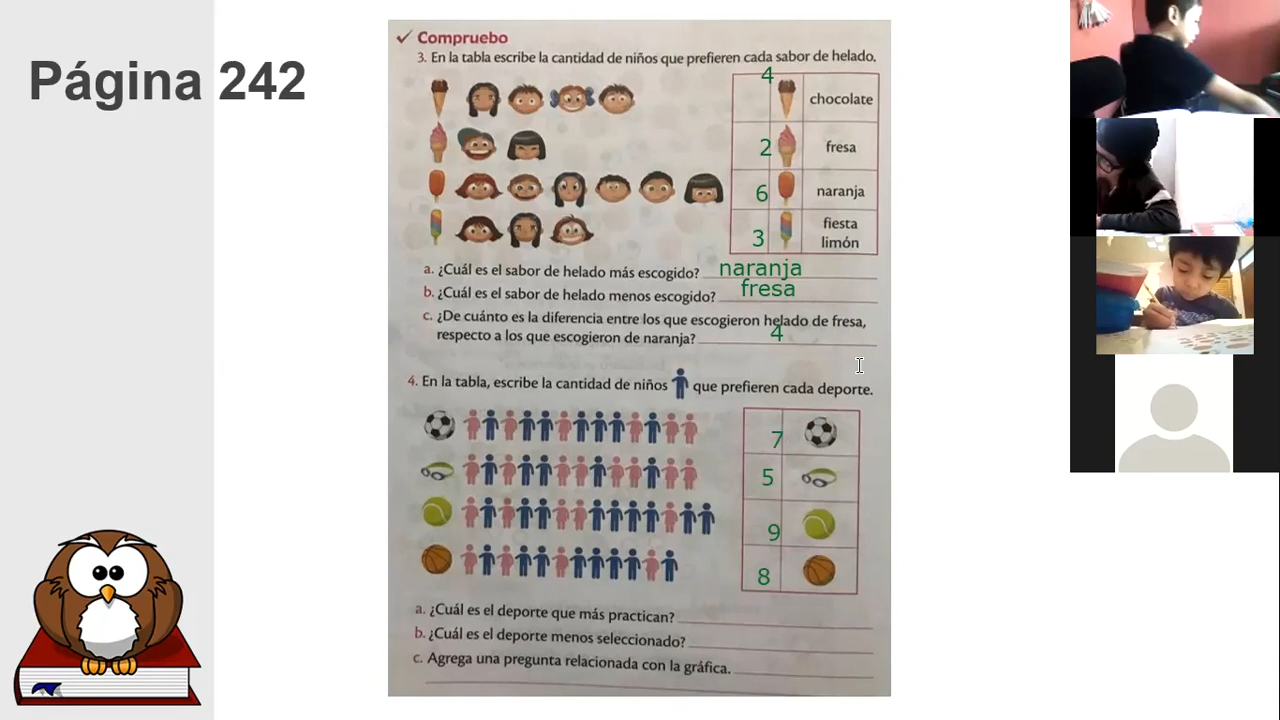 Página 242
✓ Compruebo
3. En la tabla escribe la cantidad de niños que prefieren cada sabor de helado.
4 chocolate
2 fresa
6 naranja
3 fiesta
limón
a. ¿Cuál es el sabor de helado más escogido? naranja
b. ¿Cuál es el sabor de helado menos escogido? fresa
c. ¿De cuánto es la diferencia entre los que escogieron helado de fresa,
respecto a los que escogieron de naranja? 4
4. En la tabla, escribe la cantidad de niños que prefieren cada deporte.
7
5
9
8
a. ¿Cuál es el deporte que más practican?
b. ¿Cuál es el deporte menos seleccionado?
c. Agrega una pregunta relacionada con la gráfica.